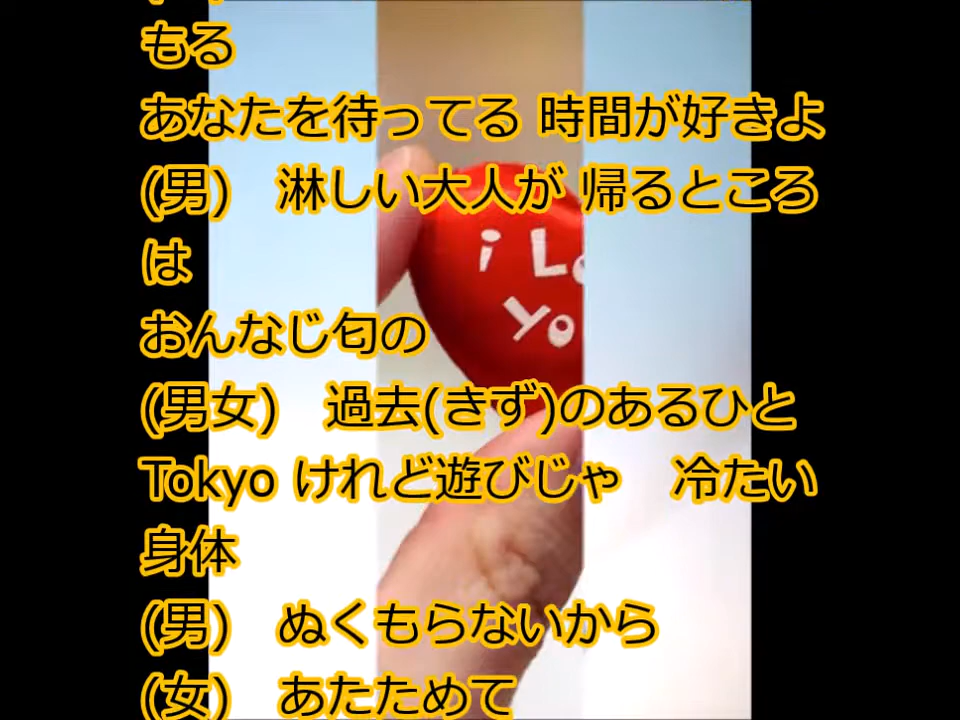 もる
あなたを待ってる 時間が好きよ
(男)　淋しい大人が 帰るところ
は
おんなじ匂の
(男女)　過去(きず)のあるひと
Tokyo けれど遊びじゃ　冷たい
身体
(男)　ぬくもらないから
(女)　あたためて
i Lo
Yo